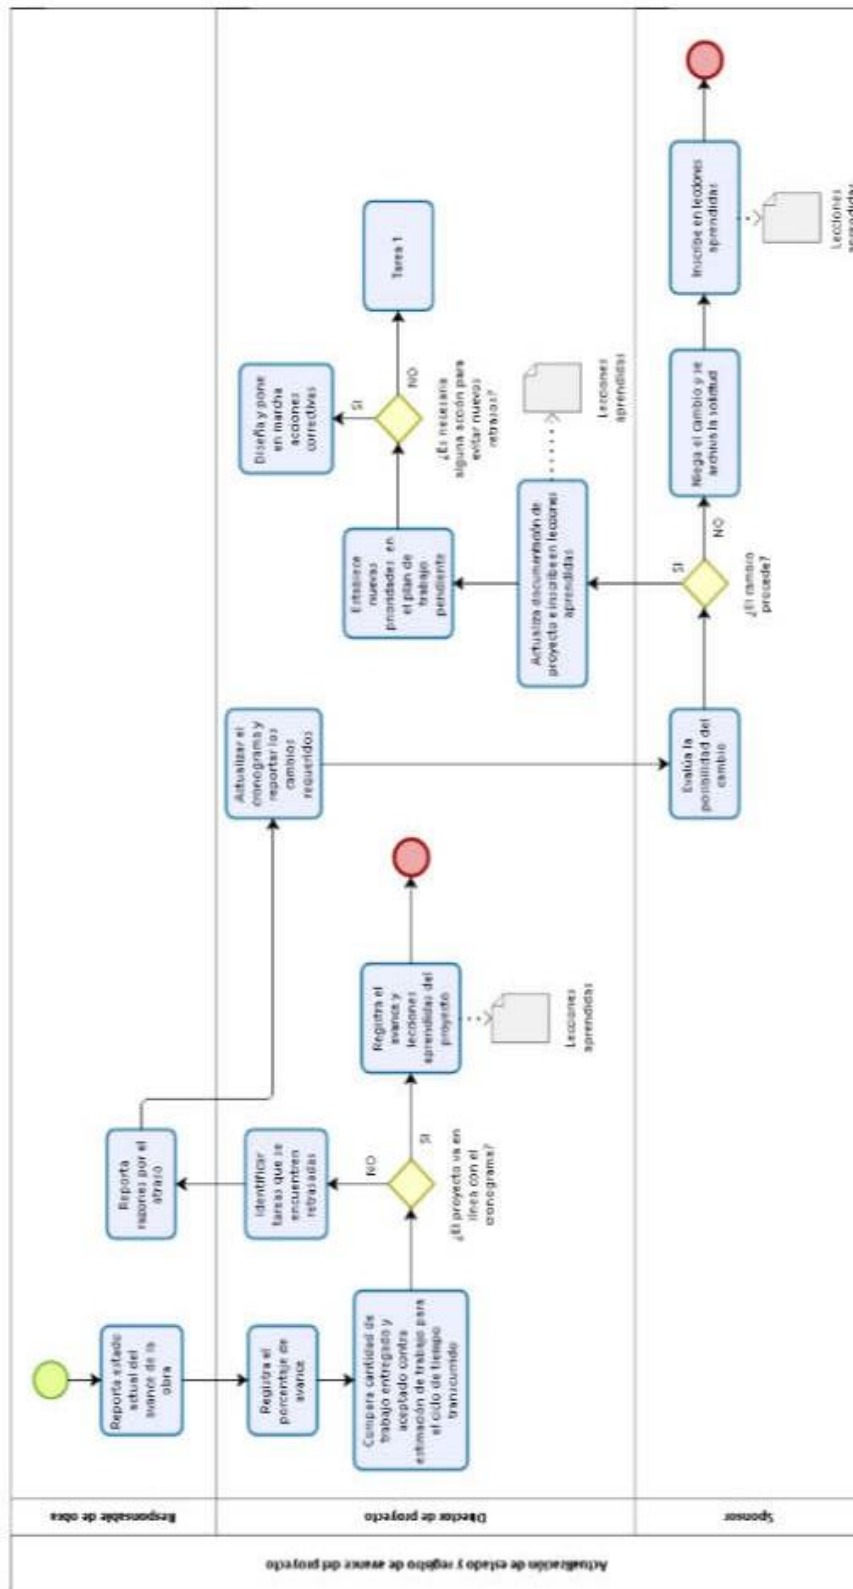 Actualización de estado y registro de avance del proyecto
Responsable de obra
Director de proyecto
Sponsor
Reporta estado
actual del
avance de la
obra
Registra el
porcentaje de
avance
Compara cantidad de
trabajo entregado y
aceptado contra
estimación de trabajo para
el ciclo de tiempo
transcurrido
¿El proyecto va en
línea con el
cronograma?
NO
SI
Identificar
tareas que se
encuentren
retrasadas
Reporta
razones por el
atraso
Registra el
avance y
lecciones
aprendidas del
proyecto
Lecciones
aprendidas
Actualizar el
cronograma y
reportar los
cambios
requeridos
Evalúa la
posibilidad del
cambio
¿El cambio
procede?
SI
NO
Actualiza documentación de
proyecto e inscribe en lecciones
aprendidas
Lecciones
aprendidas
Establece
nuevas
prioridades en
el plan de
trabajo
pendiente
¿Es necesaria
alguna acción para
evitar nuevos
retrasos?
SI
NO
Diseña y pone
en marcha
acciones
correctivas
Tarea 1
Niega el cambio y se
archiva la solicitud
Inscribe en lecciones
aprendidas
Lecciones
aprendidas